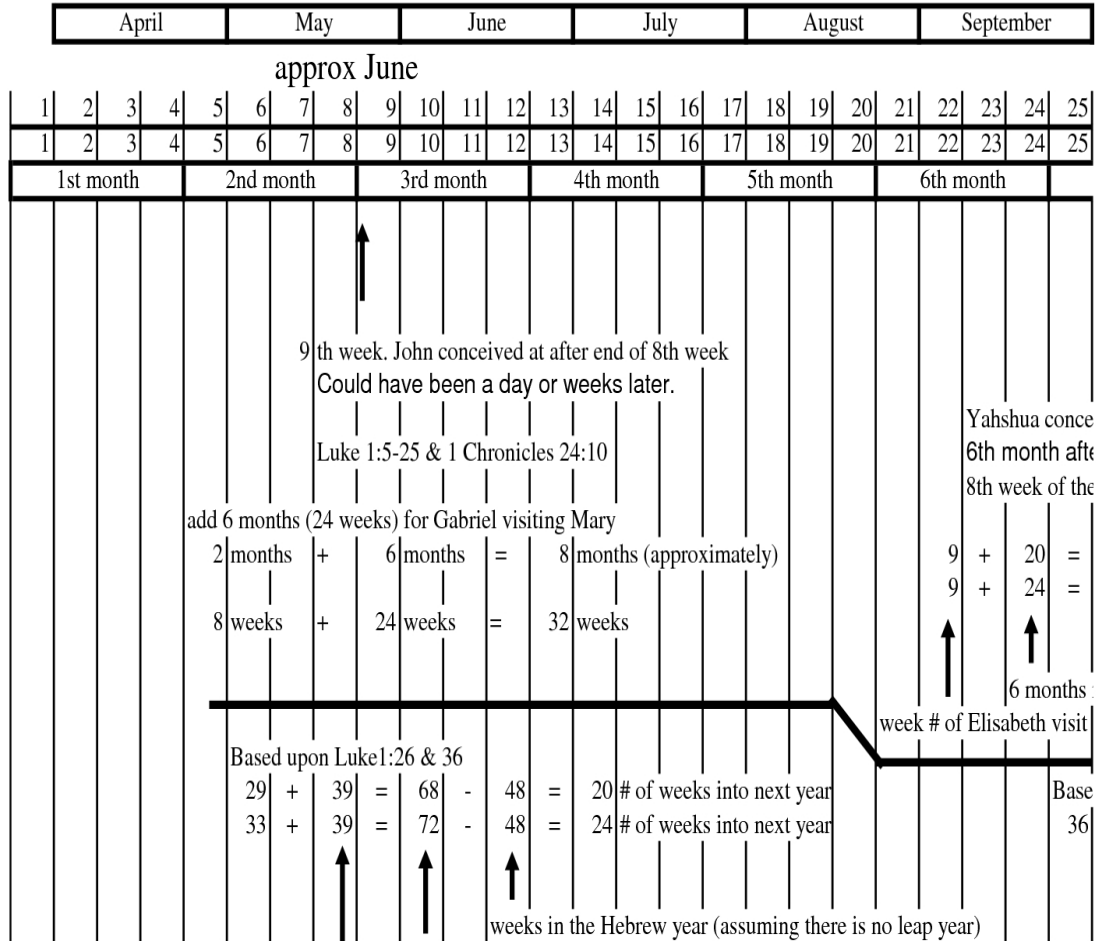 April May June July August September
approx June
1 2 3 4 5 6 7 8 9 10 11 12 13 14 15 16 17 18 19 20 21 22 23 24 25
1 2 3 4 5 6 7 8 9 10 11 12 13 14 15 16 17 18 19 20 21 22 23 24 25
1st month 2nd month 3rd month 4th month 5th month 6th month
9 th week. John conceived at after end of 8th week
Could have been a day or weeks later.
Yahshua conce
Luke 1:5-25 & 1 Chronicles 24:10
6th month afte
8th week of the
add 6 months (24 weeks) for Gabriel visiting Mary
2 months + 6 months = 8 months (approximately)
9 + 20 =
9 + 24 =
8 weeks + 24 weeks = 32 weeks
6 months
week # of Elisabeth visit
Based upon Luke1:26 & 36
29 + 39 = 68 - 48 = 20 # of weeks into next year
Base
33 + 39 = 72 - 48 = 24 # of weeks into next year
36
weeks in the Hebrew year (assuming there is no leap year)